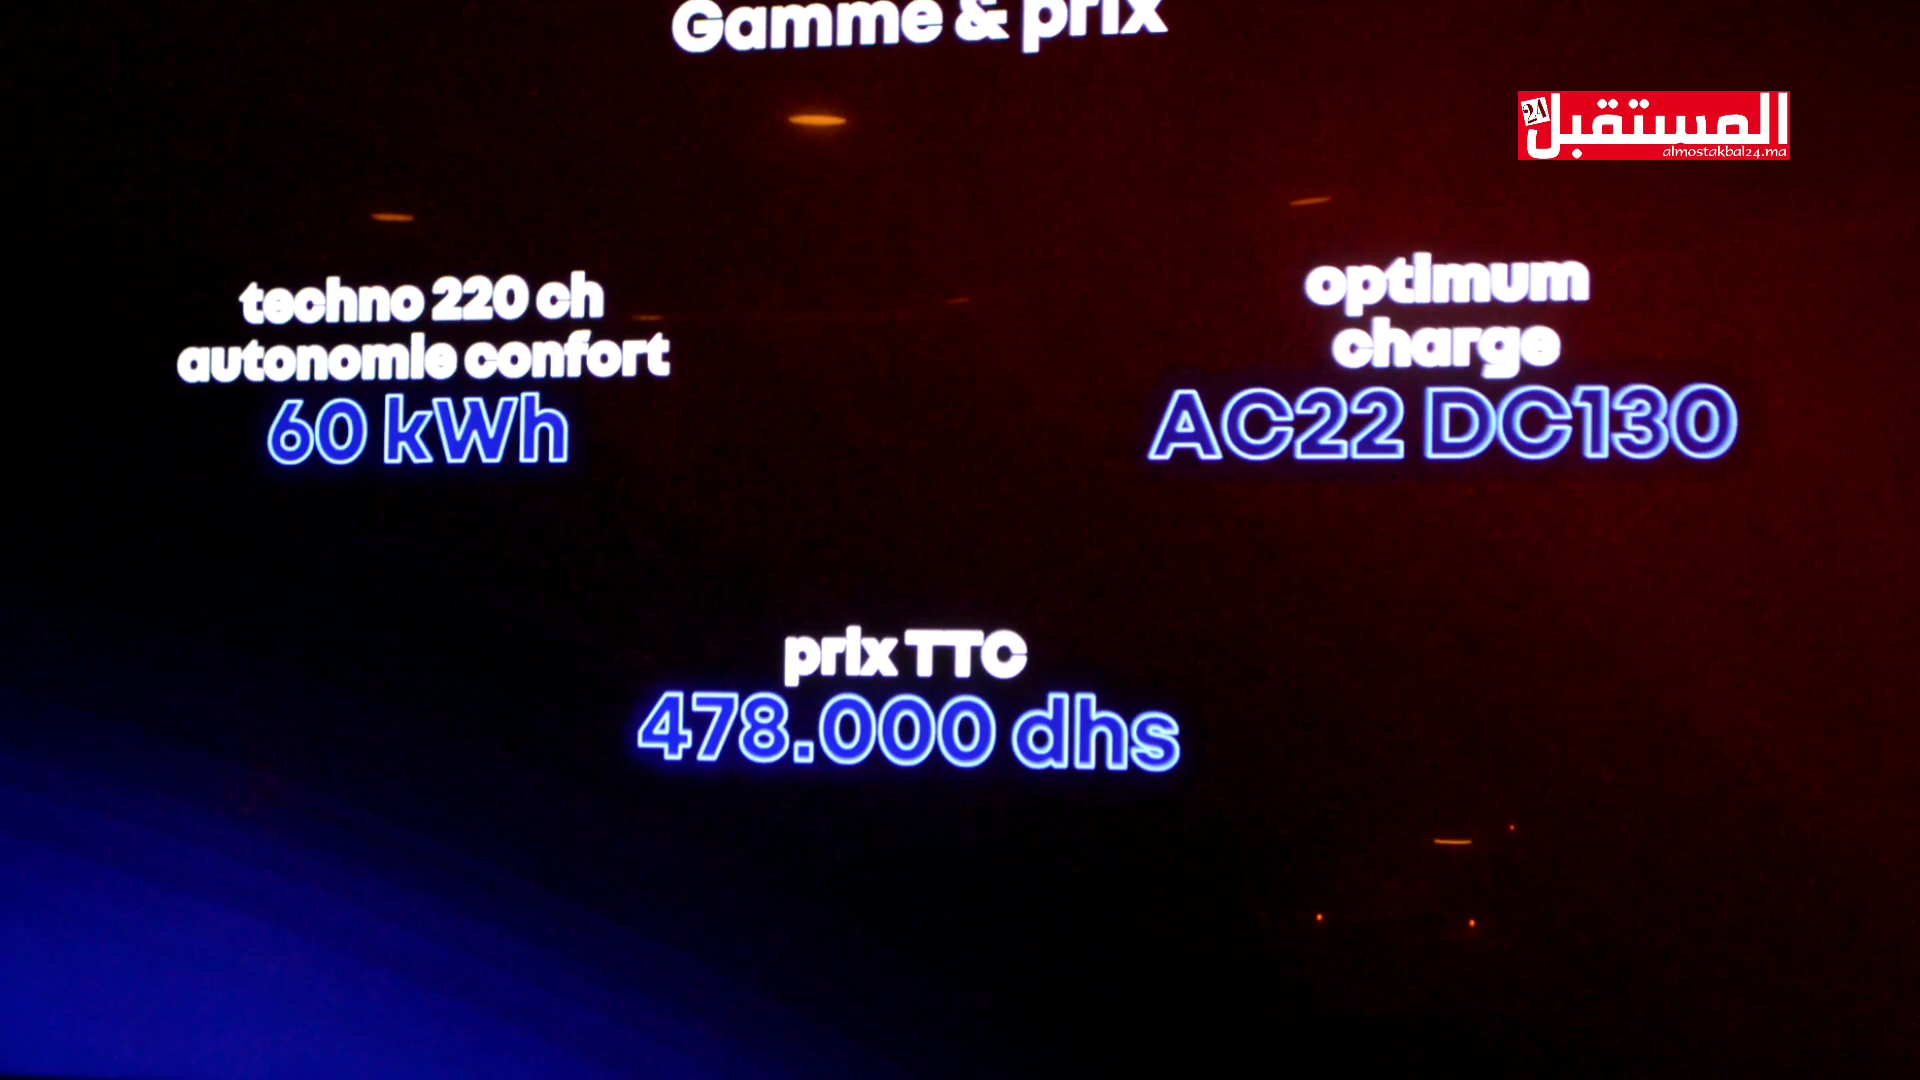 Gamme & prix
24
المستقبل
almostakbal24.ma
techno 220 ch
autonomie confort
60 kWh
optimum
charge
AC22 DC130
prix TTC
478.000 dhs